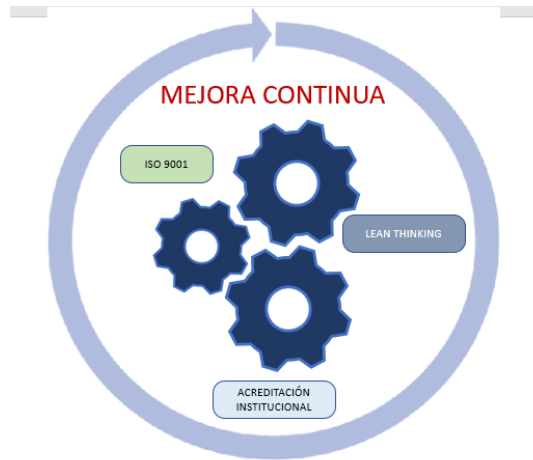 MEJORA CONTINUA
ISO 9001
LEAN THINKING
ACREDITACIÓN
INSTITUCIONAL